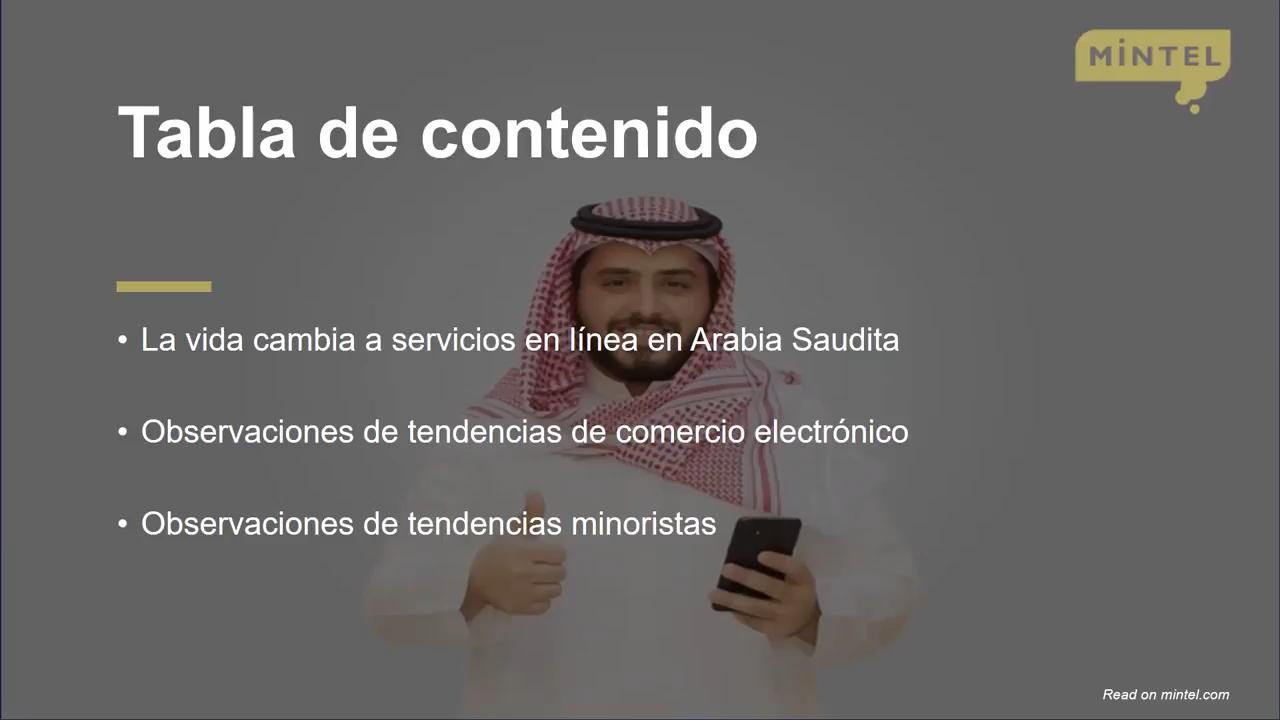 MiNTEL
Tabla de contenido
• La vida cambia a servicios en línea en Arabia Saudita
• Observaciones de tendencias de comercio electrónico
• Observaciones de tendencias minoristas
Read on mintel.com